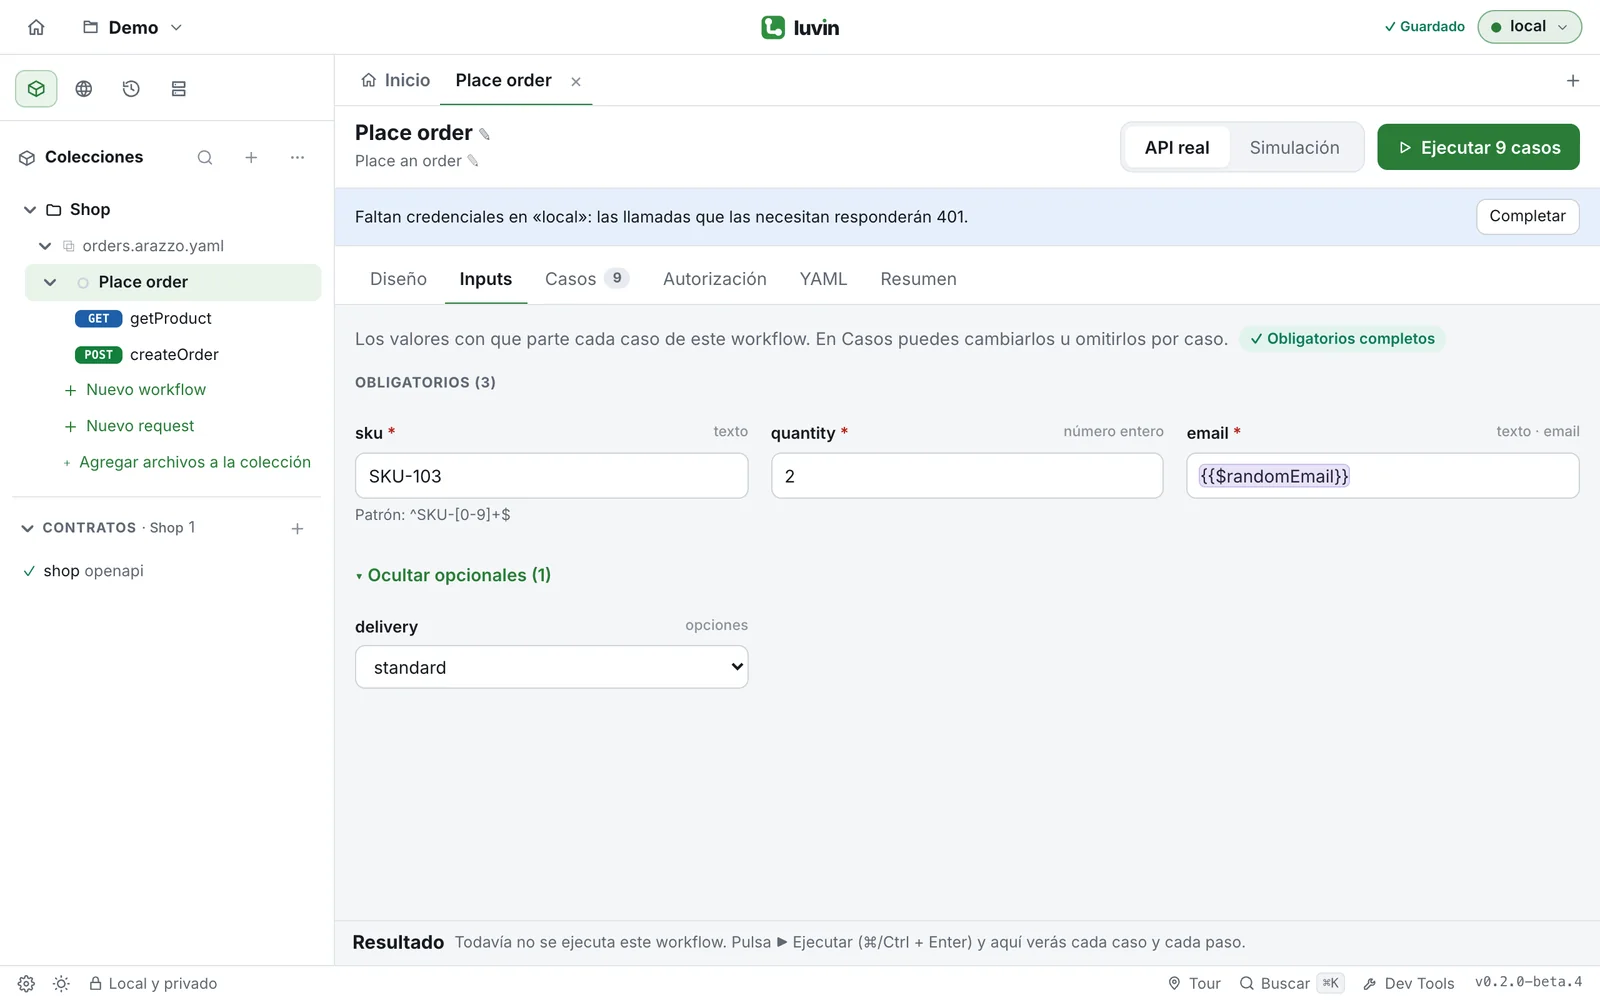 Demo
luvin
Guardado
local
Inicio
Place order
Colecciones
Place order
Place an order
API real
Simulación
Ejecutar 9 casos
Shop
Faltan credenciales en «local»: las llamadas que las necesitan responderán 401.
Completar
orders.arazzo.yaml
Place order
Diseño
Inputs
Casos 9
Autorización
YAML
Resumen
GET getProduct
POST createOrder
+ Nuevo workflow
+ Nuevo request
+ Agregar archivos a la colección
Los valores con que parte cada caso de este workflow. En Casos puedes cambiarlos u omitirlos por caso.
✓ Obligatorios completos
OBLIGATORIOS (3)
sku *
texto
quantity *
número entero
email *
texto · email
SKU-103
2
{{$randomEmail}}
Patrón: ^SKU-[0-9]+$
CONTRATOS · Shop 1
shop openapi
▾ Ocultar opcionales (1)
delivery
opciones
standard
Resultado
Todavía no se ejecuta este workflow. Pulsa ▶ Ejecutar (⌘/Ctrl + Enter) y aquí verás cada caso y cada paso.
Local y privado
Tour
Buscar ⌘K
Dev Tools
v0.2.0-beta.4